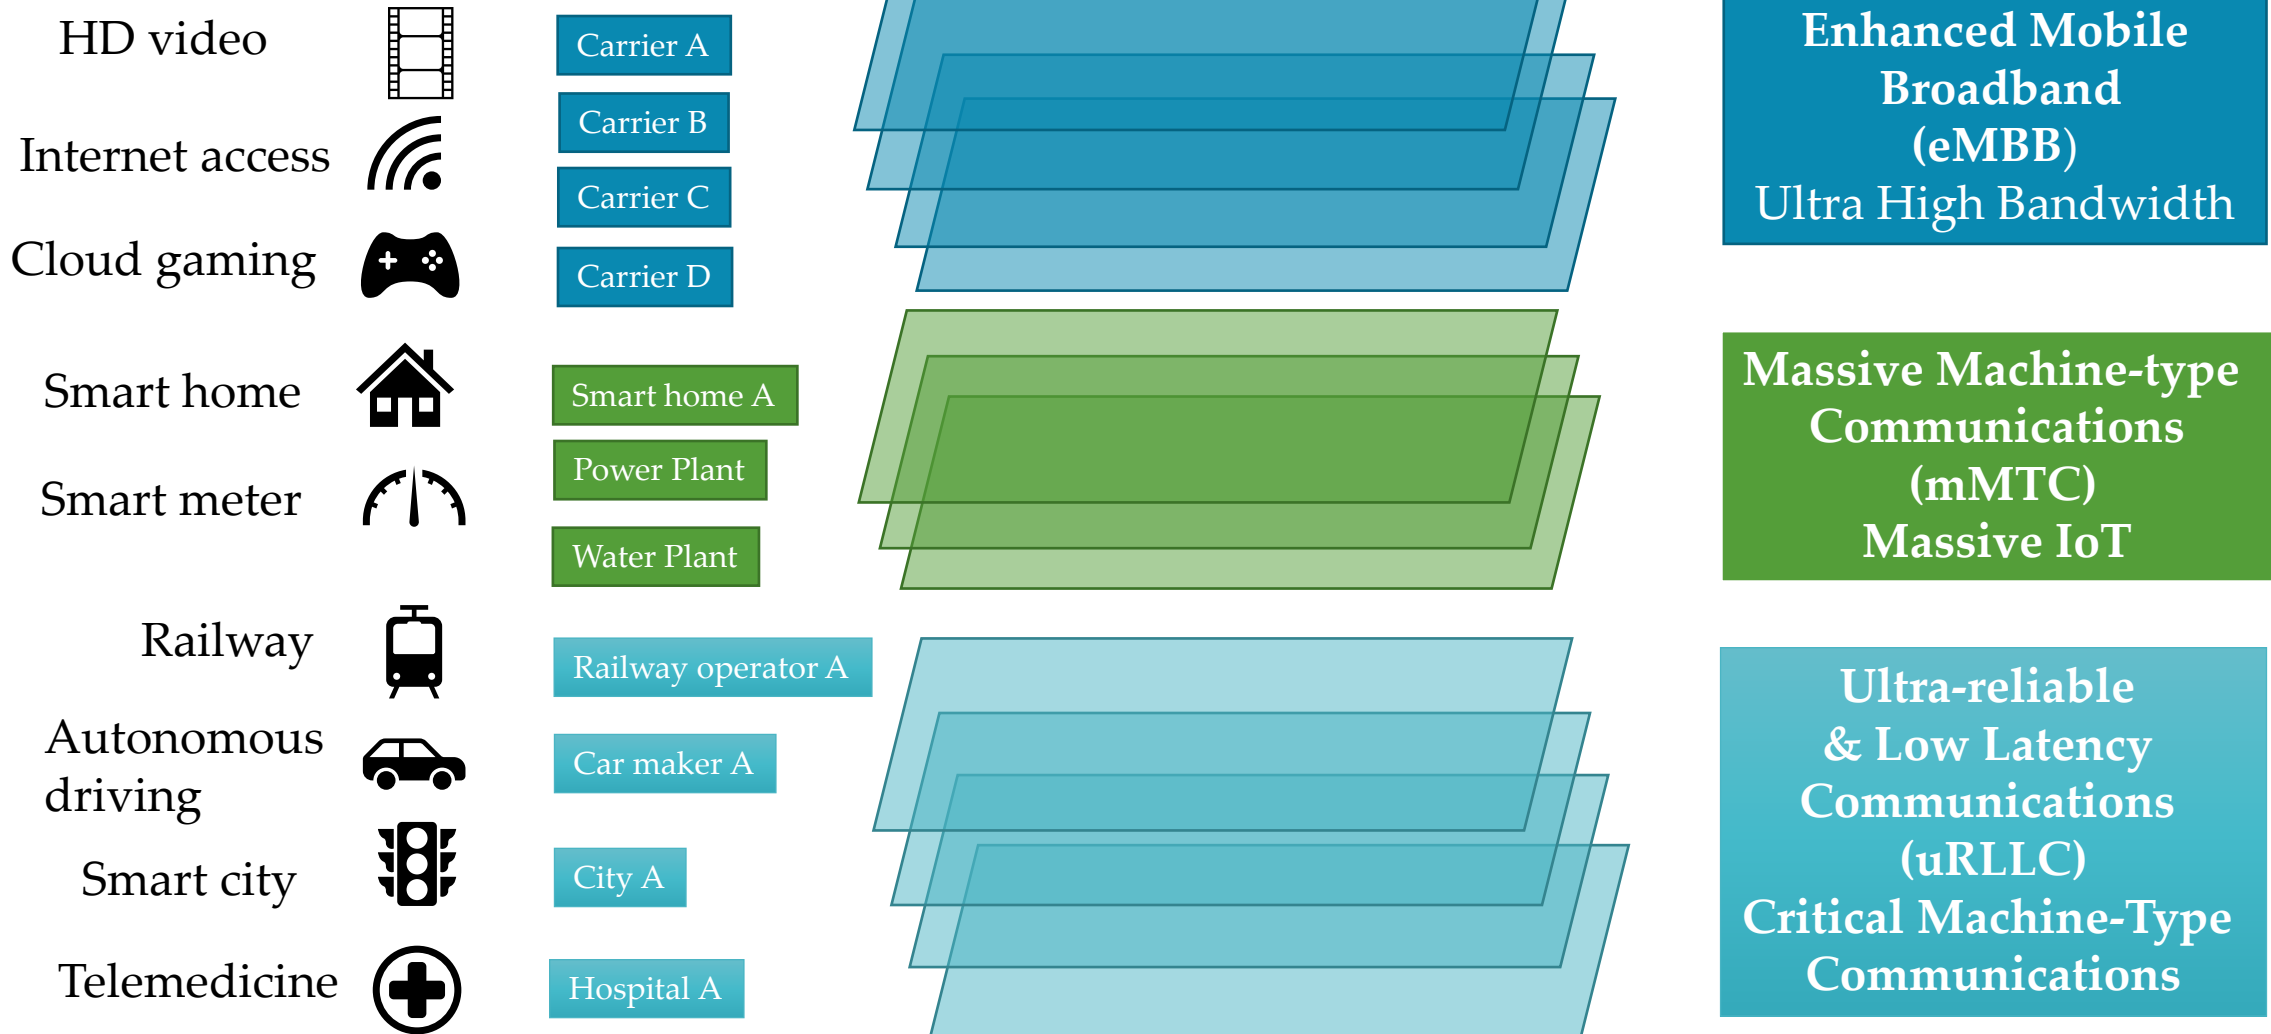 HD video
Internet access
Cloud gaming
Smart home
Smart meter
Railway
Autonomous
driving
Smart city
Telemedicine
Carrier A
Carrier B
Carrier C
Carrier D
Smart home A
Power Plant
Water Plant
Railway operator A
Car maker A
City A
Hospital A
Enhanced Mobile
Broadband
(eMBB)
Ultra High Bandwidth
Massive Machine-type
Communications
(mMTC)
Massive IoT
Ultra-reliable
& Low Latency
Communications
(uRLLC)
Critical Machine-Type
Communications